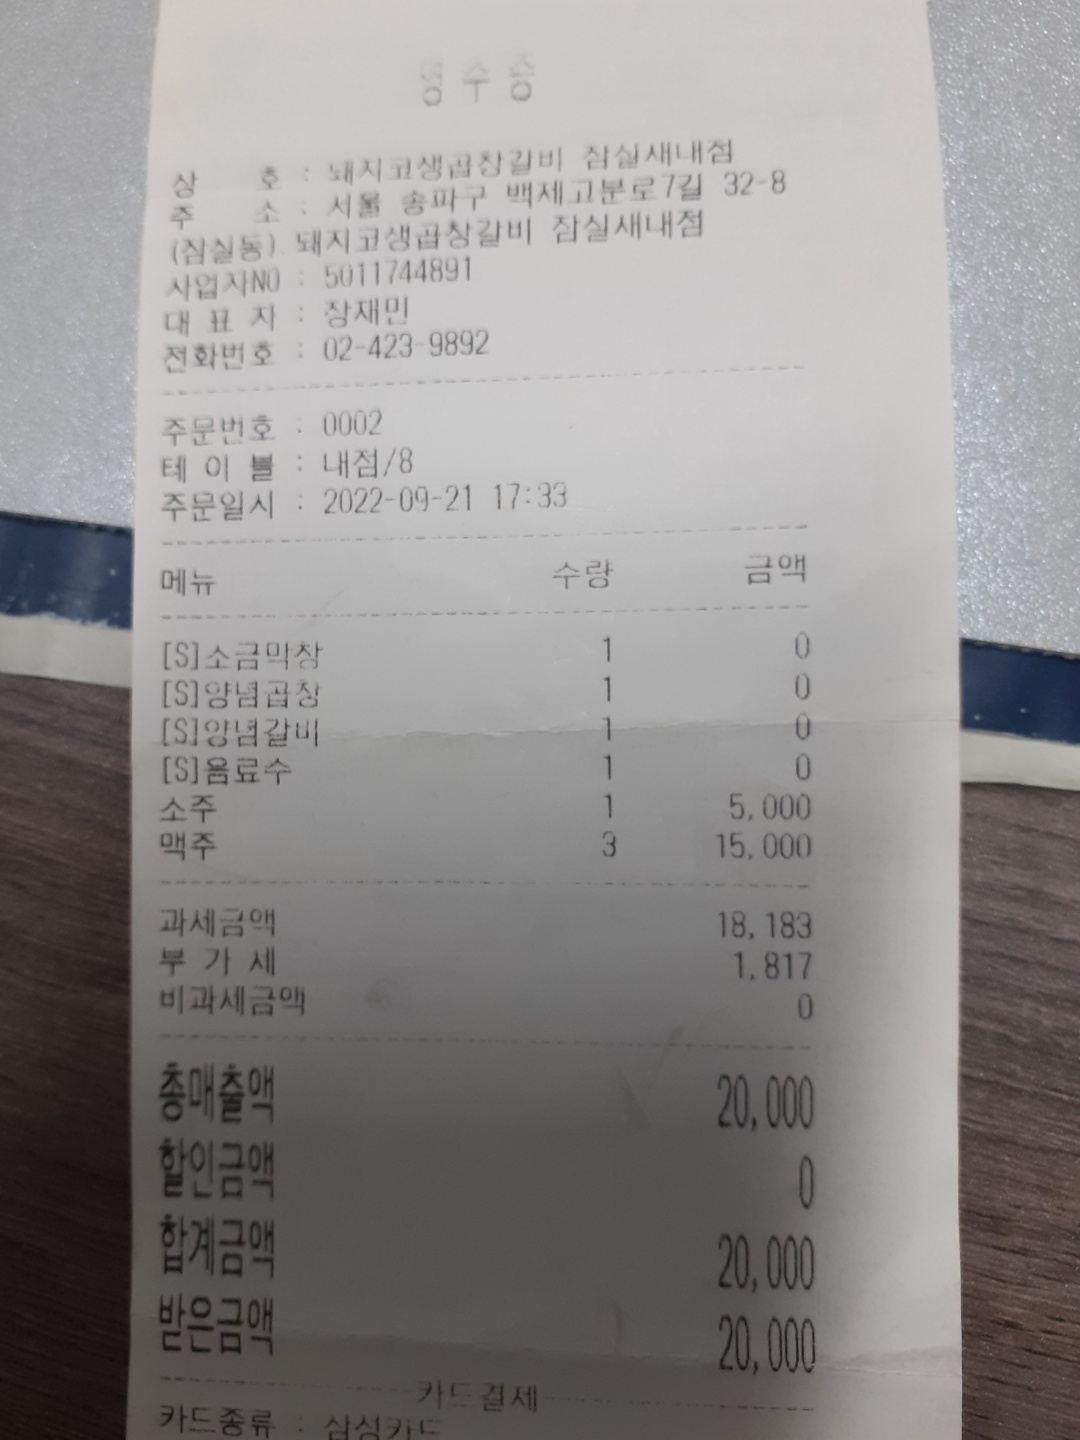 영 수 증
상 호 : 돼지코생곱창갈비 잠실새내점
주 소 : 서울 송파구 백제고분로7길 32-8
(잠실동) 돼지코생곱창갈비 잠실새내점
사업자NO : 5011744891
대 표 자 : 장재민
전화번호 : 02-423-9892
주문번호 : 0002
테 이 블 : 내점/8
주문일시 : 2022-09-21 17:33
메뉴 수량 금액
[S]소금막창 1 0
[S]양념곱창 1 0
[S]양념갈비 1 0
[S]음료수 1 0
소주 1 5,000
맥주 3 15,000
과세금액 18,183
부 가 세 1,817
비과세금액 0
총매출액 20,000
할인금액 0
합계금액 20,000
받은금액 20,000
카드결제
카드종류 : 삼성카드